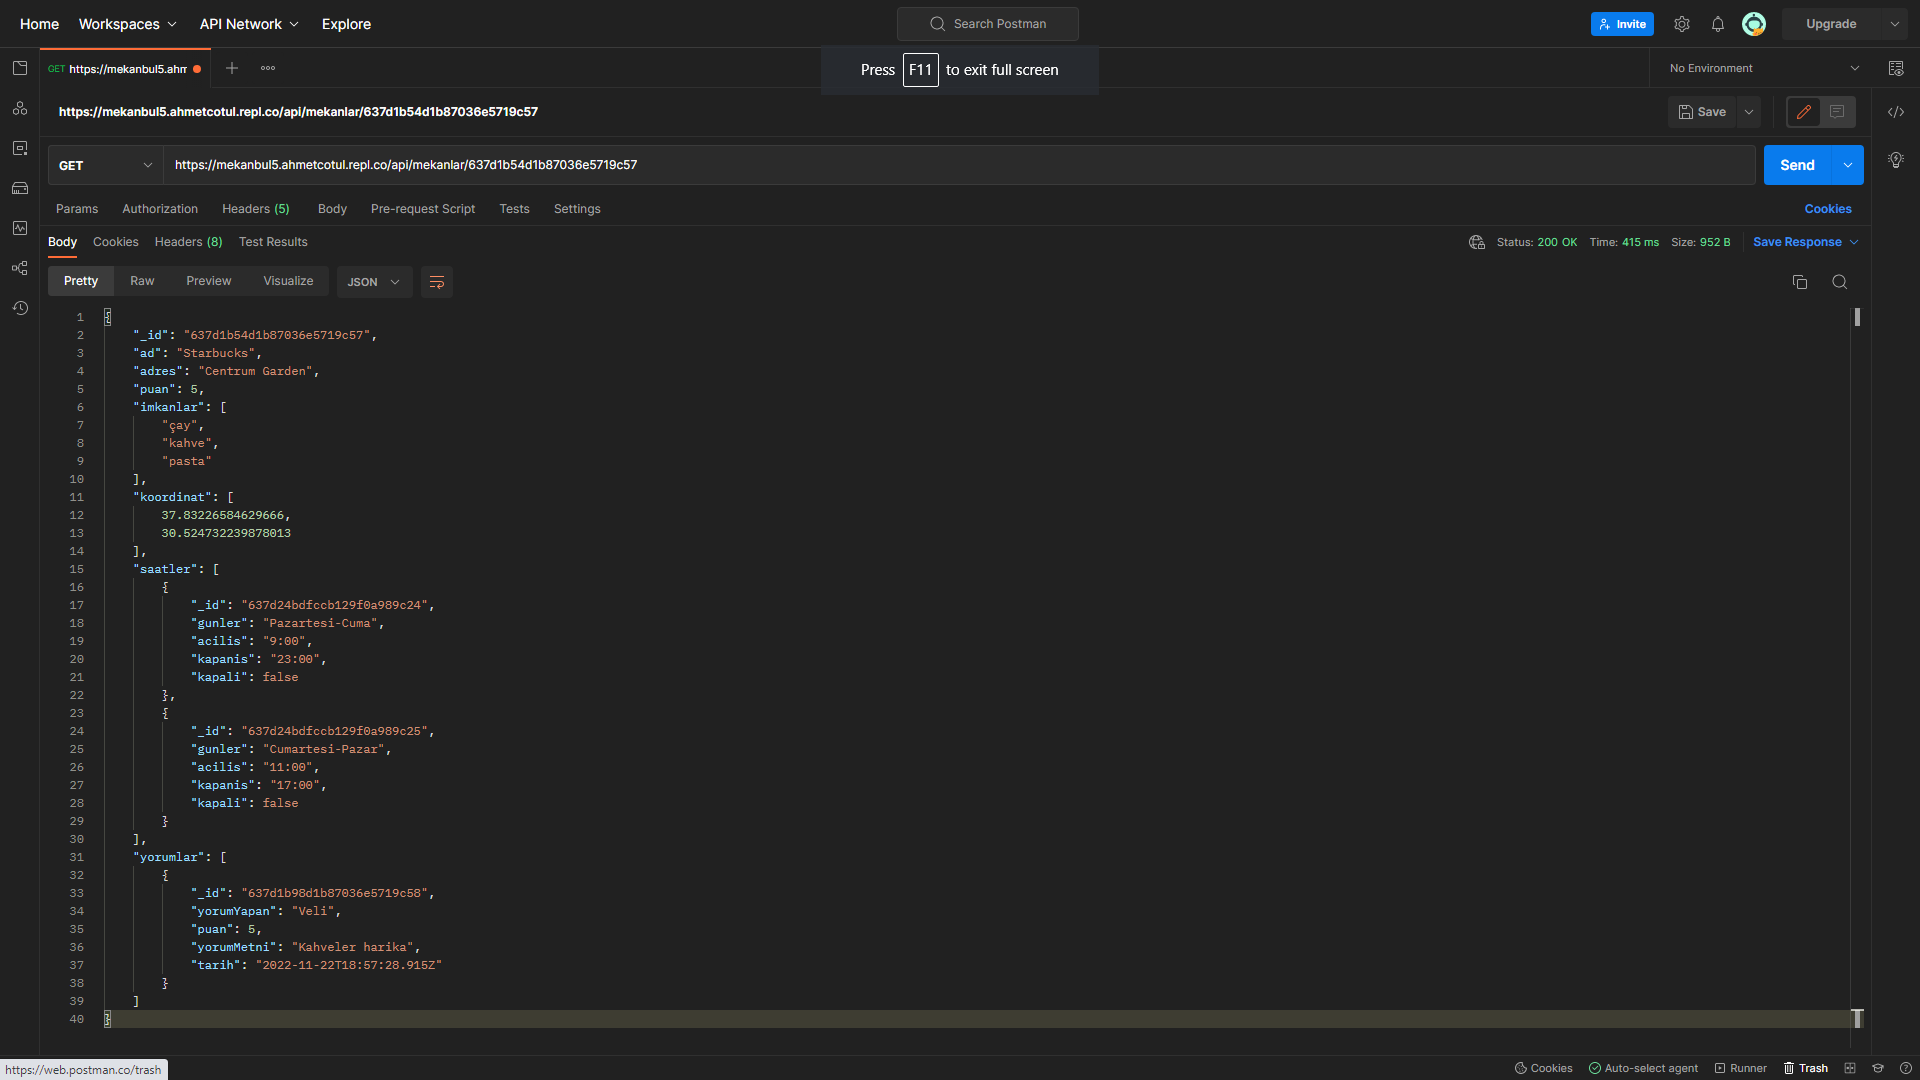 Home Workspaces API Network Explore Search Postman Invite Upgrade
GET https://mekanbul5.ahm No Environment
Press F11 to exit full screen
https://mekanbul5.ahmetcotul.repl.co/api/mekanlar/637d1b54d1b87036e5719c57 Save
GET https://mekanbul5.ahmetcotul.repl.co/api/mekanlar/637d1b54d1b87036e5719c57 Send
Params Authorization Headers (5) Body Pre-request Script Tests Settings Cookies
Body Cookies Headers (8) Test Results Status: 200 OK Time: 415 ms Size: 952 B Save Response
Pretty Raw Preview Visualize JSON
1 {
2 "_id": "637d1b54d1b87036e5719c57",
3 "ad": "Starbucks",
4 "adres": "Centrum Garden",
5 "puan": 5,
6 "imkanlar": [
7 "çay",
8 "kahve",
9 "pasta"
10 ],
11 "koordinat": [
12 37.83226584629666,
13 30.524732239878013
14 ],
15 "saatler": [
16 {
17 "_id": "637d24bdfccb129f0a989c24",
18 "gunler": "Pazartesi-Cuma",
19 "acilis": "9:00",
20 "kapanis": "23:00",
21 "kapali": false
22 },
23 {
24 "_id": "637d24bdfccb129f0a989c25",
25 "gunler": "Cumartesi-Pazar",
26 "acilis": "11:00",
27 "kapanis": "17:00",
28 "kapali": false
29 }
30 ],
31 "yorumlar": [
32 {
33 "_id": "637d1b98d1b87036e5719c58",
34 "yorumYapan": "Veli",
35 "puan": 5,
36 "yorumMetni": "Kahveler harika",
37 "tarih": "2022-11-22T18:57:28.915Z"
38 }
39 ]
40 }
https://web.postman.co/trash Cookies Auto-select agent Runner Trash